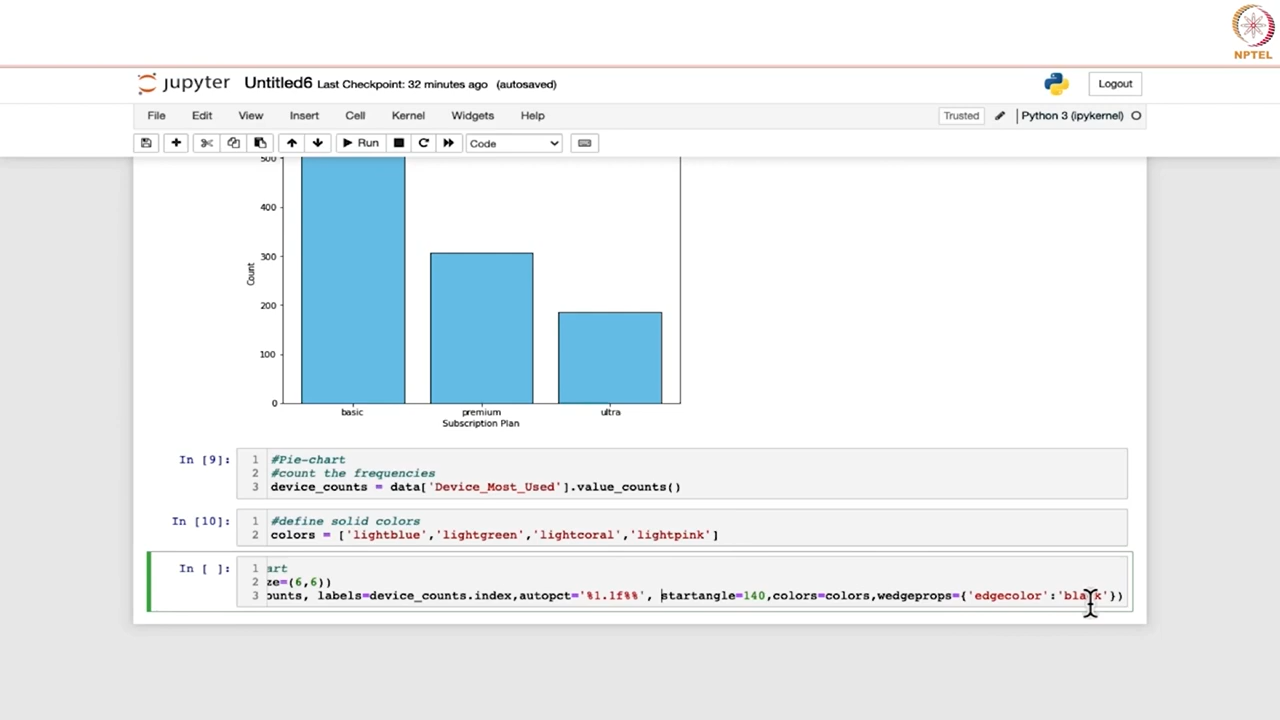 NPTEL
jupyter Untitled6 Last Checkpoint: 32 minutes ago (autosaved)
Logout
File Edit View Insert Cell Kernel Widgets Help
Trusted Python 3 (ipykernel)
Run Code
500
400
300
200
100
0
Count
basic premium ultra
Subscription Plan
In [9]:
1 #Pie-chart
2 #count the frequencies
3 device_counts = data['Device_Most_Used'].value_counts()
In [10]:
1 #define solid colors
2 colors = ['lightblue','lightgreen','lightcoral','lightpink']
In [ ]:
1 art
2 ze=(6,6))
3 ounts, labels=device_counts.index,autopct='%1.1f%%', startangle=140,colors=colors,wedgeprops={'edgecolor':'black'})